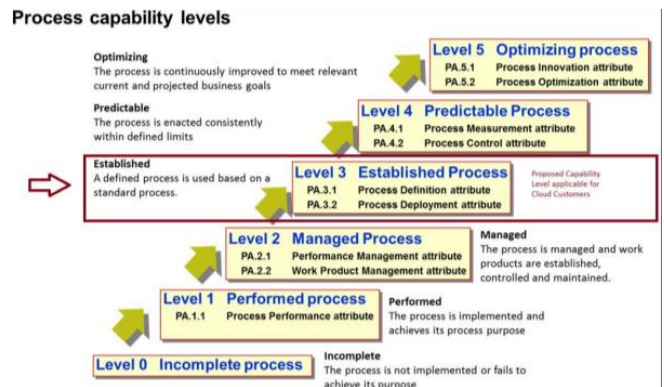 Process capability levels
Optimizing
The process is continuously improved to meet relevant
current and projected business goals
Level 5 Optimizing process
PA.5.1 Process Innovation attribute
PA.5.2 Process Optimization attribute
Predictable
The process is enacted consistently
within defined limits
Level 4 Predictable Process
PA.4.1 Process Measurement attribute
PA.4.2 Process Control attribute
Established
A defined process is used based on a
standard process.
Level 3 Established Process
PA.3.1 Process Definition attribute
PA.3.2 Process Deployment attribute
Proposed Capability
Level applicable for
Cloud Customers
Level 2 Managed Process
PA.2.1 Performance Management attribute
PA.2.2 Work Product Management attribute
Managed
The process is managed and work
products are established,
controlled and maintained.
Level 1 Performed process
PA.1.1 Process Performance attribute
Performed
The process is implemented and
achieves its process purpose
Level 0 Incomplete process
Incomplete
The process is not implemented or fails to
achieve its purpose